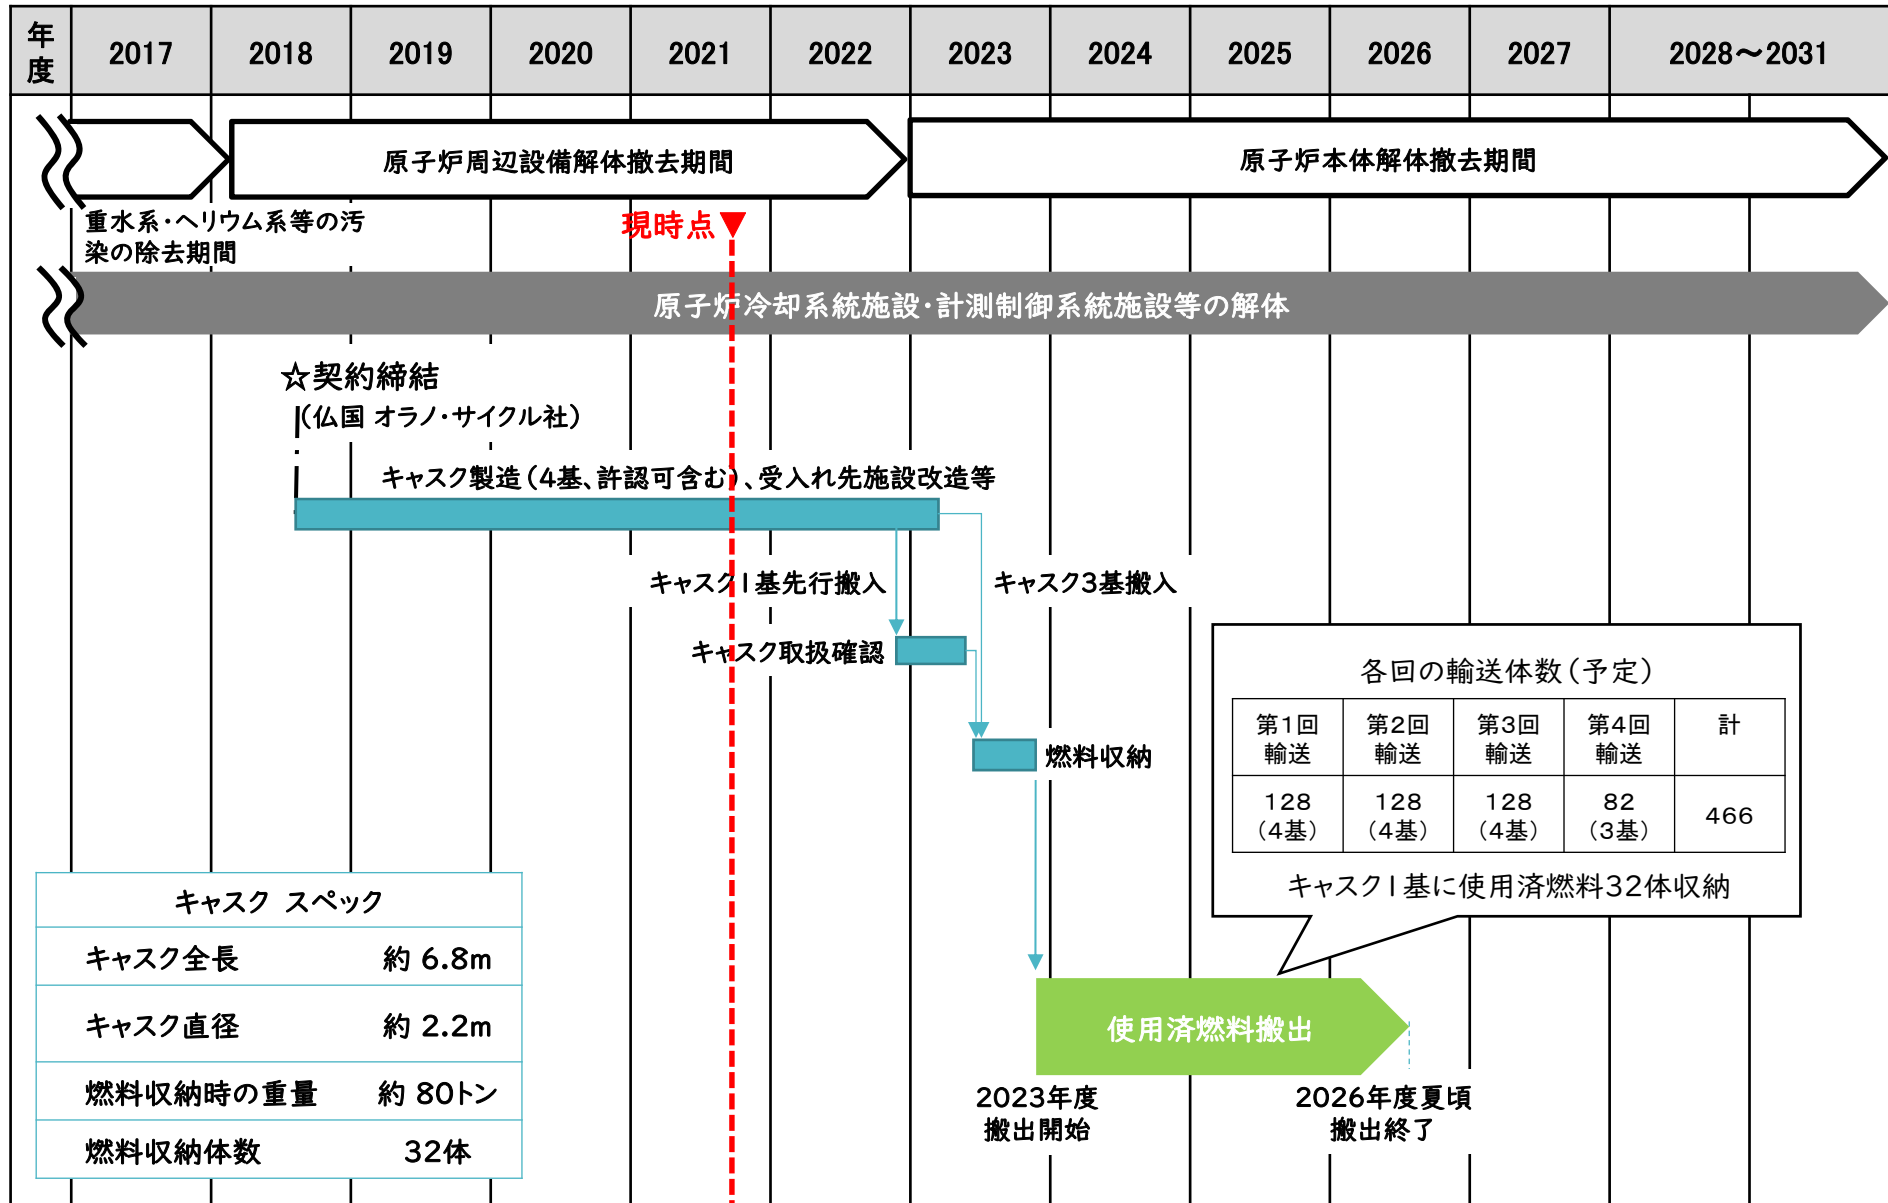 年度 2017 2018 2019 2020 2021 2022 2023 2024 2025 2026 2027 2028～2031
原子炉周辺設備解体撤去期間
原子炉本体解体撤去期間
重水系・ヘリウム系等の汚
染の除去期間
現時点
原子炉冷却系統施設・計測制御系統施設等の解体
☆契約締結
（仏国 オラノ・サイクル社）
キャスク製造（4基、許認可含む）、受入れ先施設改造等
キャスク1基先行搬入
キャスク3基搬入
キャスク取扱確認
燃料収納
各回の輸送体数（予定）
第1回輸送 第2回輸送 第3回輸送 第4回輸送 計
128（4基） 128（4基） 128（4基） 82（3基） 466
キャスク1基に使用済燃料32体収納
キャスク スペック
キャスク全長 約 6.8m
キャスク直径 約 2.2m
燃料収納時の重量 約 80トン
燃料収納体数 32体
使用済燃料搬出
2023年度
搬出開始
2026年度夏頃
搬出終了